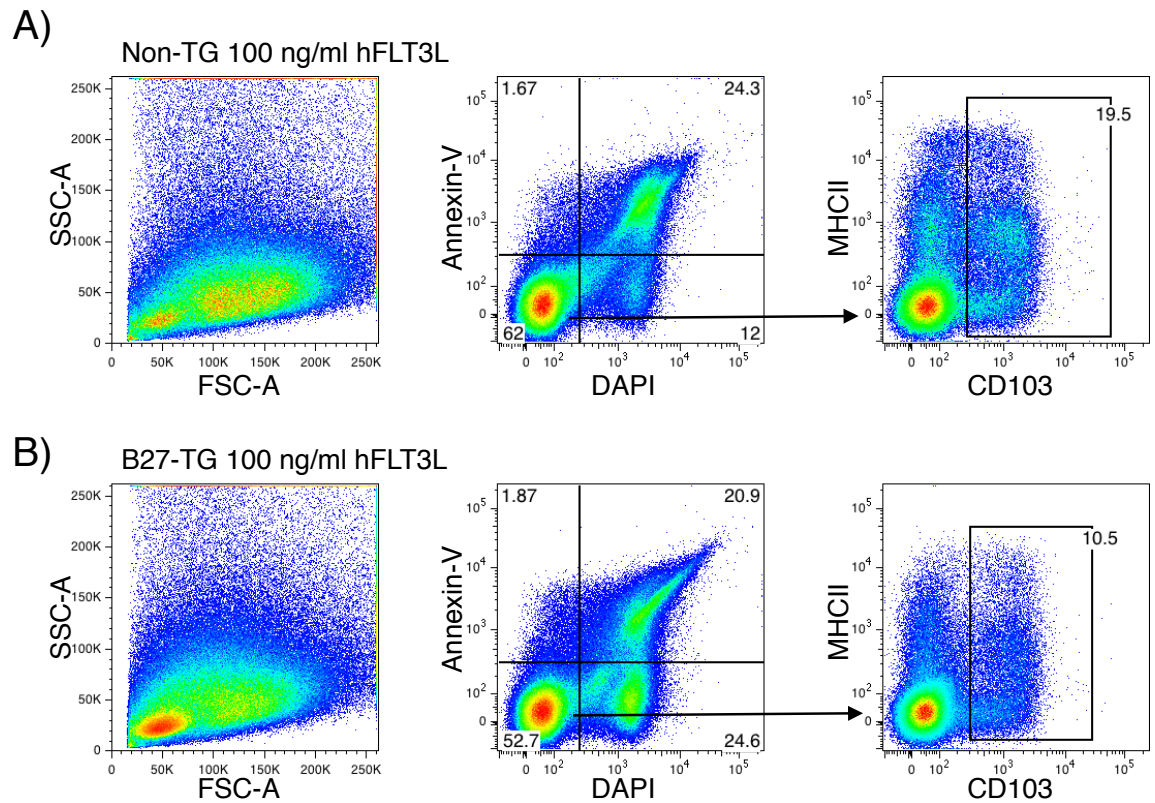 A)
Non-TG 100 ng/ml hFLT3L
SSC-A
250K
200K
150K
100K
50K
0
0 50K 100K 150K 200K 250K
FSC-A
Annexin-V
10^5
10^4
10^3
10^2
0
1.67 24.3
62 12
0 10^2 10^3 10^4 10^5
DAPI
MHCII
10^5
10^4
10^3
10^2
0
19.5
0 10^2 10^3 10^4 10^5
CD103
B)
B27-TG 100 ng/ml hFLT3L
SSC-A
250K
200K
150K
100K
50K
0
0 50K 100K 150K 200K 250K
FSC-A
Annexin-V
10^5
10^4
10^3
10^2
0
1.87 20.9
52.7 24.6
0 10^2 10^3 10^4 10^5
DAPI
MHCII
10^5
10^4
10^3
10^2
0
10.5
0 10^2 10^3 10^4 10^5
CD103